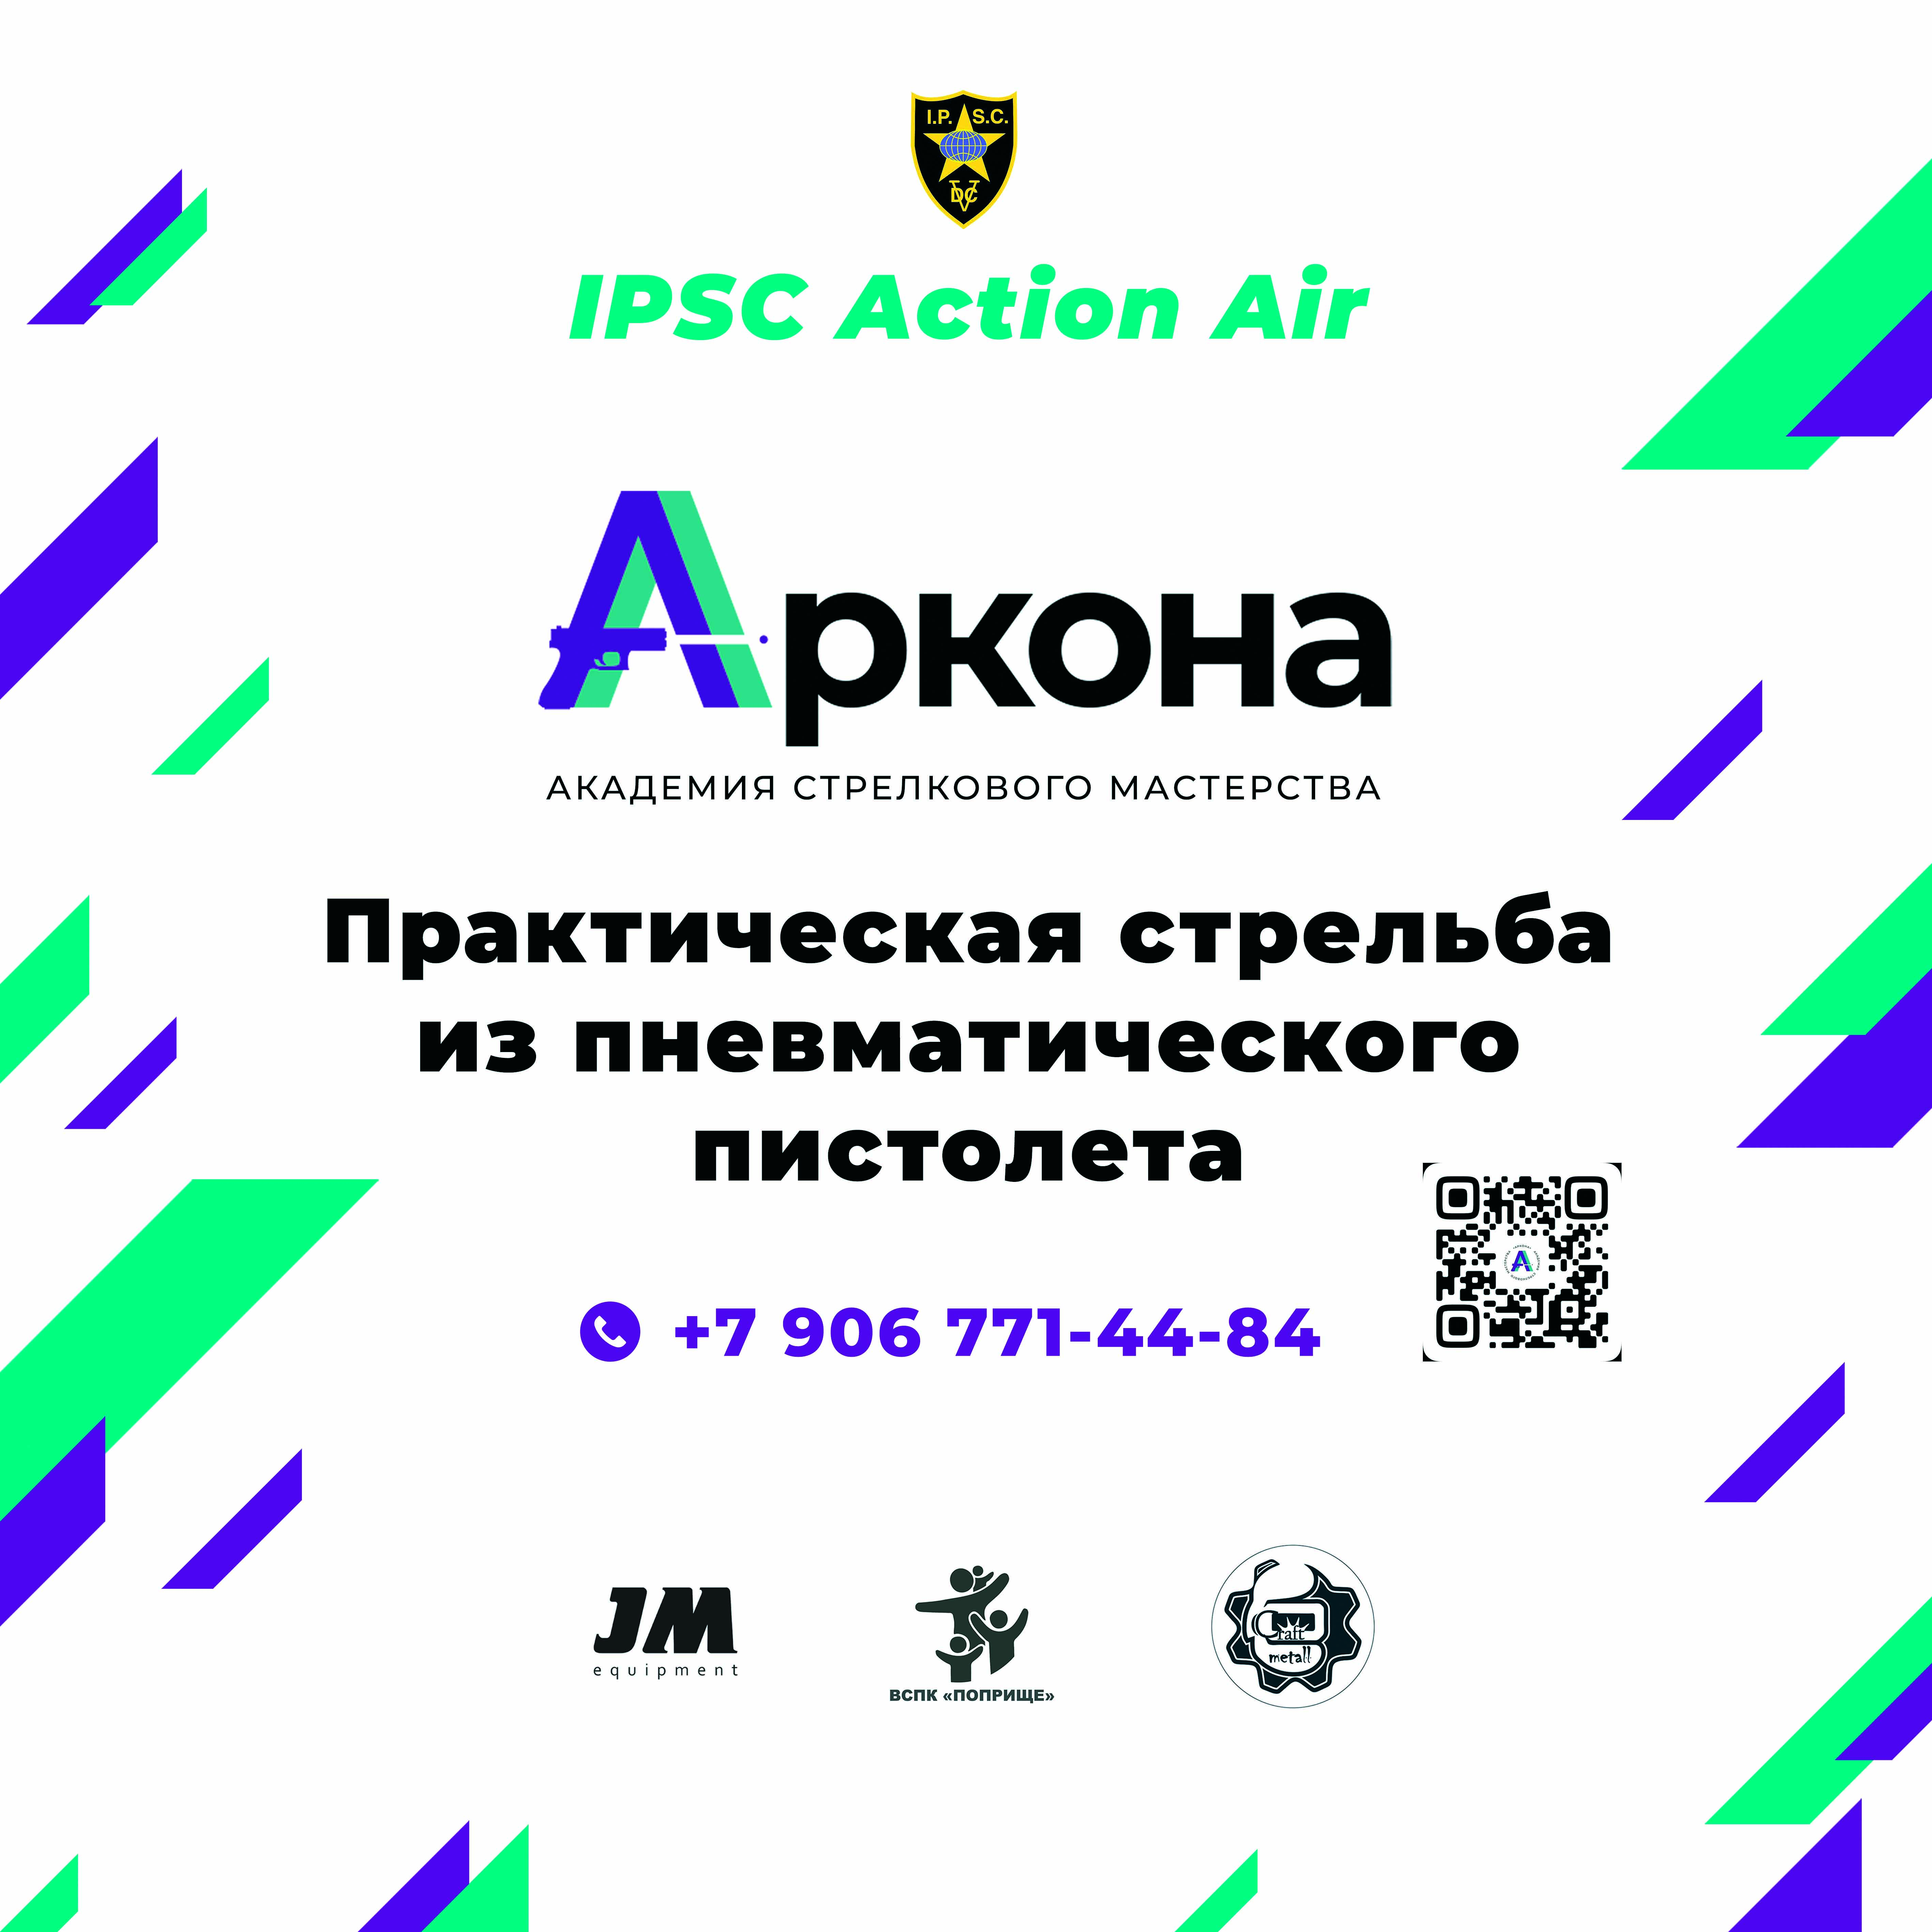 I.P. S.C.
DVC
IPSC Action Air
Аркона
АКАДЕМИЯ СТРЕЛКОВОГО МАСТЕРСТВА
Практическая стрельба
из пневматического
пистолета
+7 906 771-44-84
JM
equipment
ВСПК «ПОПРИЩЕ»
Craft
metall